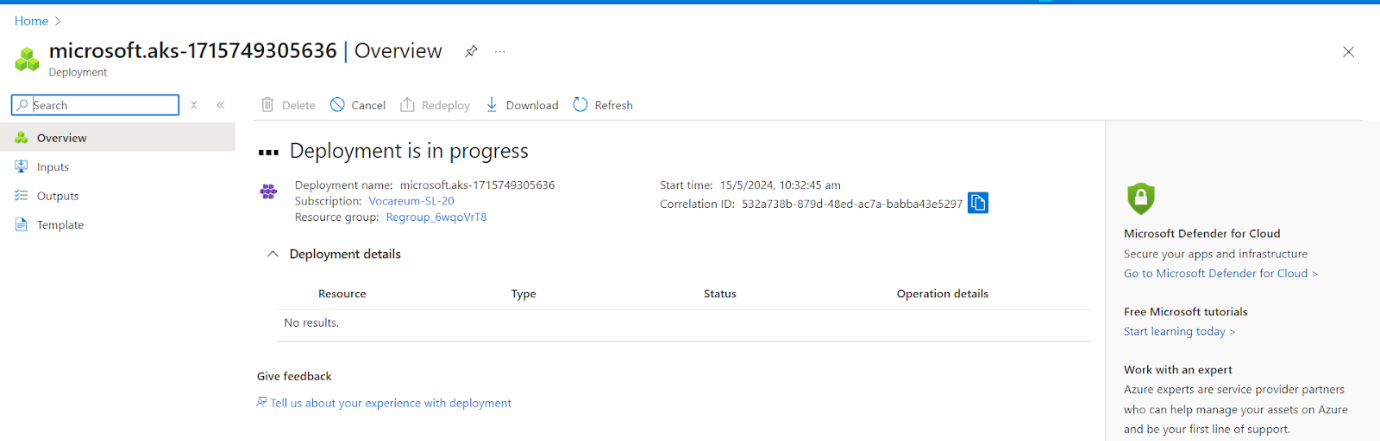 Home >
microsoft.aks-1715749305636 | Overview ...
Deployment
Search
Overview
Inputs
Outputs
Template
Delete Cancel Redeploy Download Refresh
Deployment is in progress
Deployment name: microsoft.aks-1715749305636
Subscription: Vocareum-SL-20
Resource group: Regroup_6wqoVrT8
Start time: 15/5/2024, 10:32:45 am
Correlation ID: 532a738b-879d-48ed-ac7a-babba43e5297
Deployment details
Resource Type Status Operation details
No results.
Give feedback
Tell us about your experience with deployment
Microsoft Defender for Cloud
Secure your apps and infrastructure
Go to Microsoft Defender for Cloud >
Free Microsoft tutorials
Start learning today >
Work with an expert
Azure experts are service provider partners
who can help manage your assets on Azure
and be your first line of support.